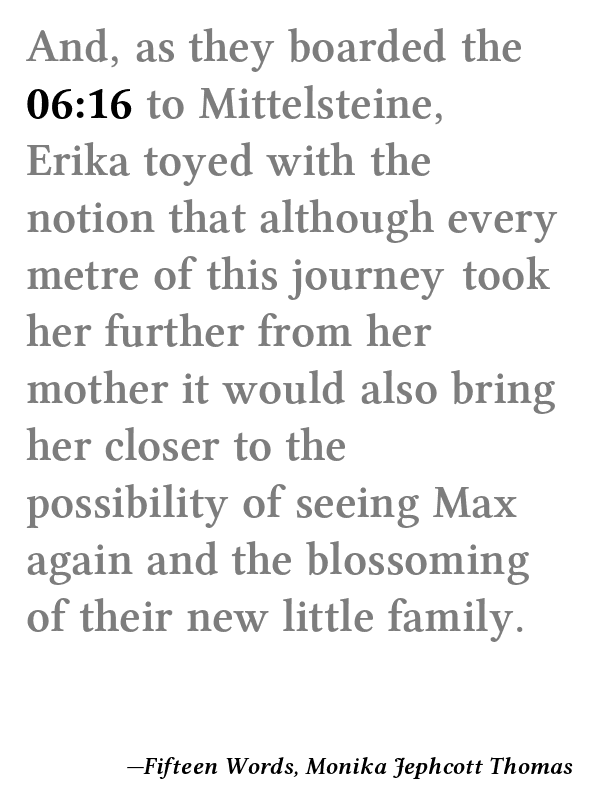 And, as they boarded the
06:16 to Mittelsteine,
Erika toyed with the
notion that although every
metre of this journey took
her further from her
mother it would also bring
her closer to the
possibility of seeing Max
again and the blossoming
of their new little family.
—Fifteen Words, Monika Jephcott Thomas